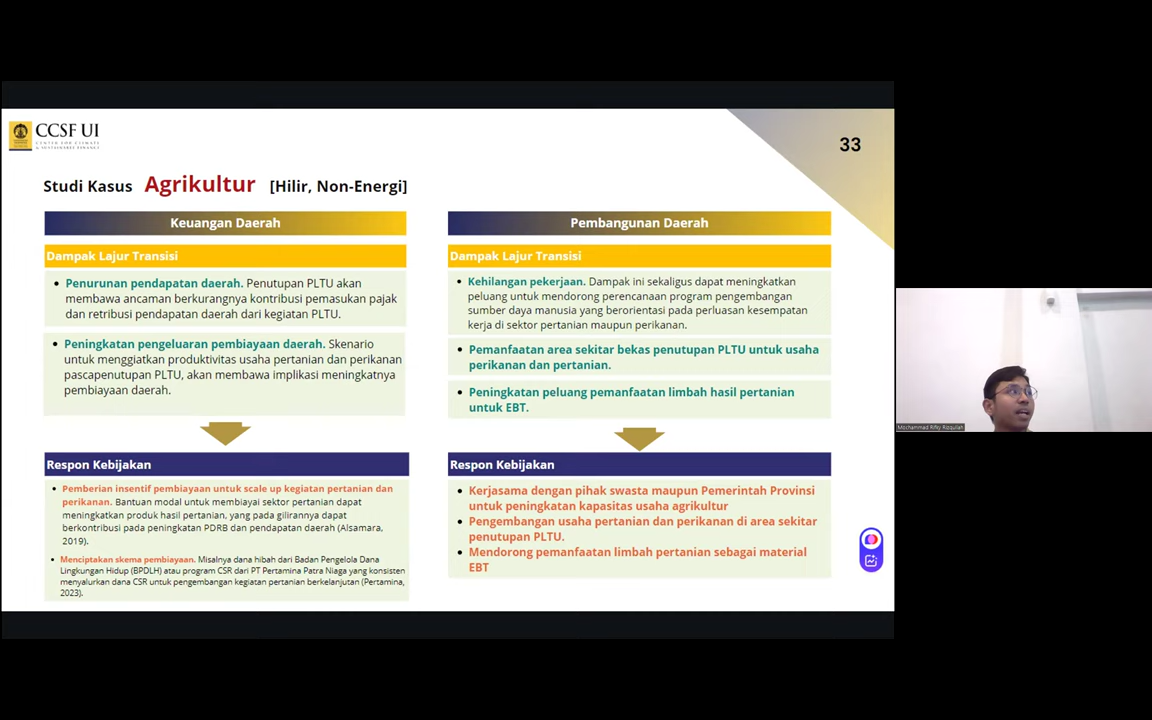 CCSF UI
CENTER FOR CLIMATE
& SUSTAINABLE FINANCE
33
Studi Kasus Agrikultur [Hilir, Non-Energi]
Keuangan Daerah
Dampak Lajur Transisi
• Penurunan pendapatan daerah. Penutupan PLTU akan
membawa ancaman berkurangnya kontribusi pemasukan pajak
dan retribusi pendapatan daerah dari kegiatan PLTU.
• Peningkatan pengeluaran pembiayaan daerah. Skenario
untuk menggiatkan produktivitas usaha pertanian dan perikanan
pascapenutupan PLTU, akan membawa implikasi meningkatnya
pembiayaan daerah.
Respon Kebijakan
• Pemberian insentif pembiayaan untuk scale up kegiatan pertanian dan
perikanan. Bantuan modal untuk membiayai sektor pertanian dapat
meningkatkan produk hasil pertanian, yang pada gilirannya dapat
berkontribusi pada peningkatan PDRB dan pendapatan daerah (Alsamara,
2019).
• Menciptakan skema pembiayaan. Misalnya dana hibah dari Badan Pengelola Dana
Lingkungan Hidup (BPDLH) atau program CSR dari PT Pertamina Patra Niaga yang konsisten
menyalurkan dana CSR untuk pengembangan kegiatan pertanian berkelanjutan (Pertamina,
2023).
Pembangunan Daerah
Dampak Lajur Transisi
• Kehilangan pekerjaan. Dampak ini sekaligus dapat meningkatkan
peluang untuk mendorong perencanaan program pengembangan
sumber daya manusia yang berorientasi pada perluasan kesempatan
kerja di sektor pertanian maupun perikanan.
• Pemanfaatan area sekitar bekas penutupan PLTU untuk usaha
perikanan dan pertanian.
• Peningkatan peluang pemanfaatan limbah hasil pertanian
untuk EBT.
Respon Kebijakan
• Kerjasama dengan pihak swasta maupun Pemerintah Provinsi
untuk peningkatan kapasitas usaha agrikultur
• Pengembangan usaha pertanian dan perikanan di area sekitar
penutupan PLTU.
• Mendorong pemanfaatan limbah pertanian sebagai material
EBT
Mochammad Rifky Rizqullah